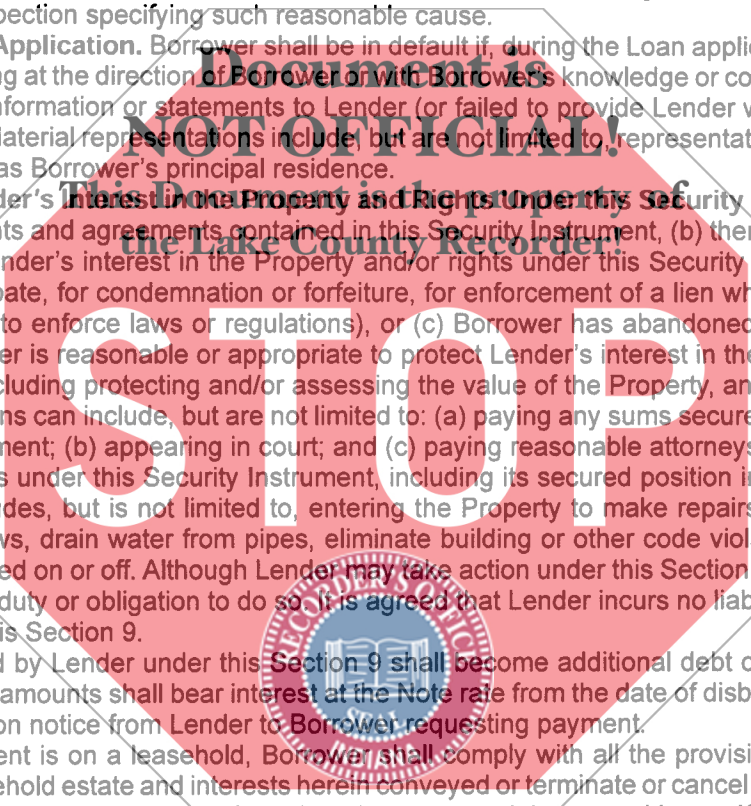 pection specifying such reasonable cause.
Application. Borrower shall be in default if, during the Loan applic
Document is
ng at the direction of Borrower or with Borrower's knowledge or co
nformation or statements to Lender (or failed to provide Lender w
NOT OFFICIAL!
Material representations include, but are not limited to, representat
as Borrower's principal residence.
This Document is the property of
der's Interest in the Property and Rights Under this Security
nts and agreements contained in this Security Instrument, (b) ther
the Lake County Recorder!
nder's interest in the Property and/or rights under this Security
bate, for condemnation or forfeiture, for enforcement of a lien wh
to enforce laws or regulations), or (c) Borrower has abandoned
er is reasonable or appropriate to protect Lender's interest in the
cluding protecting and/or assessing the value of the Property, an
STOP
ns can include, but are not limited to: (a) paying any sums secure
ment; (b) appearing in court; and (c) paying reasonable attorneys
s under this Security Instrument, including its secured position i
des, but is not limited to, entering the Property to make repairs
ws, drain water from pipes, eliminate building or other code viol
ed on or off. Although Lender may take action under this Section
duty or obligation to do so. It is agreed that Lender incurs no liab
is Section 9.
RECORDER'S OFFICE
d by Lender under this Section 9 shall become additional debt o
amounts shall bear interest at the Note rate from the date of disb
SEAL
on notice from Lender to Borrower requesting payment.
ent is on a leasehold, Borrower shall comply with all the provisi
INDIANA
ehold estate and interests herein conveyed or terminate or cancel